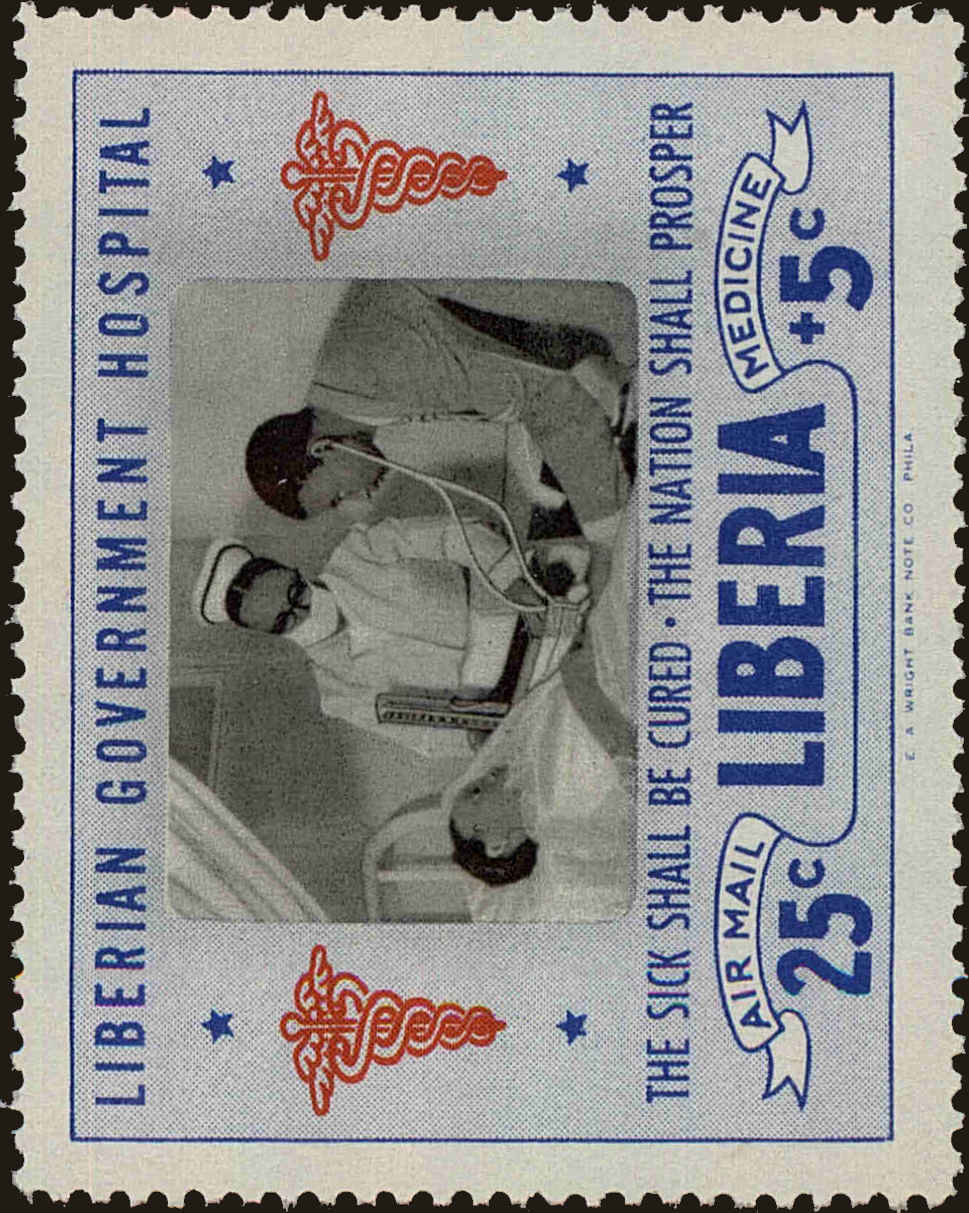 LIBERIAN GOVERNMENT HOSPITAL
THE SICK SHALL BE CURED • THE NATION SHALL PROSPER
AIR MAIL
25c
LIBERIA
MEDICINE
+5c
E. A. WRIGHT BANK NOTE CO. PHILA.